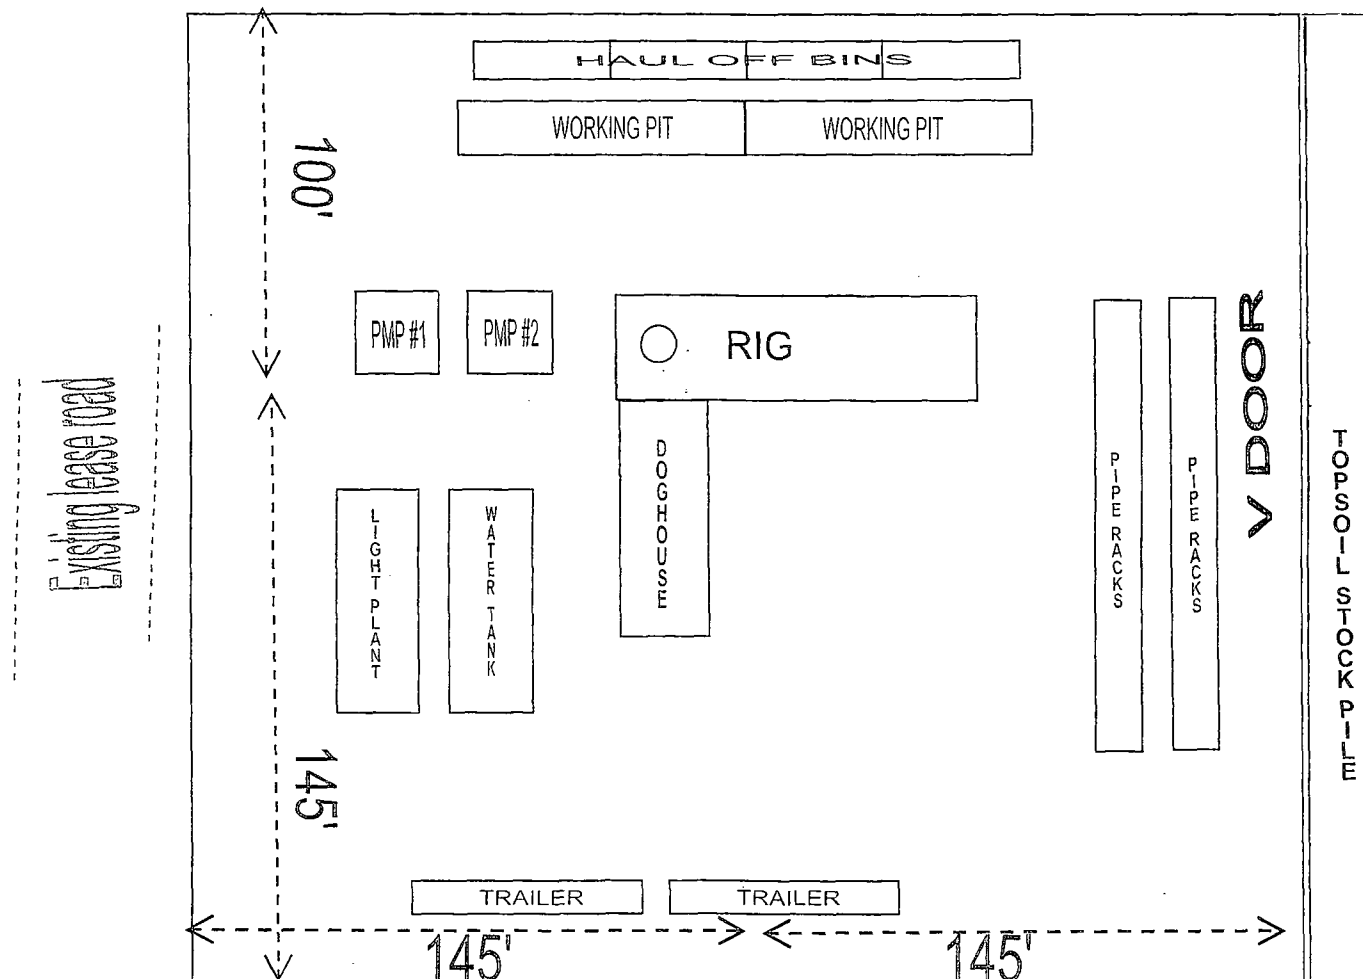 HAUL OFF BINS
WORKING PIT
WORKING PIT
100'
PMP #1
PMP #2
RIG
V DOOR
Existing lease road
DOGHOUSE
PIPE RACKS
PIPE RACKS
TOPSOIL STOCK PILE
LIGHT PLANT
WATER TANK
145'
TRAILER
TRAILER
145'
145'